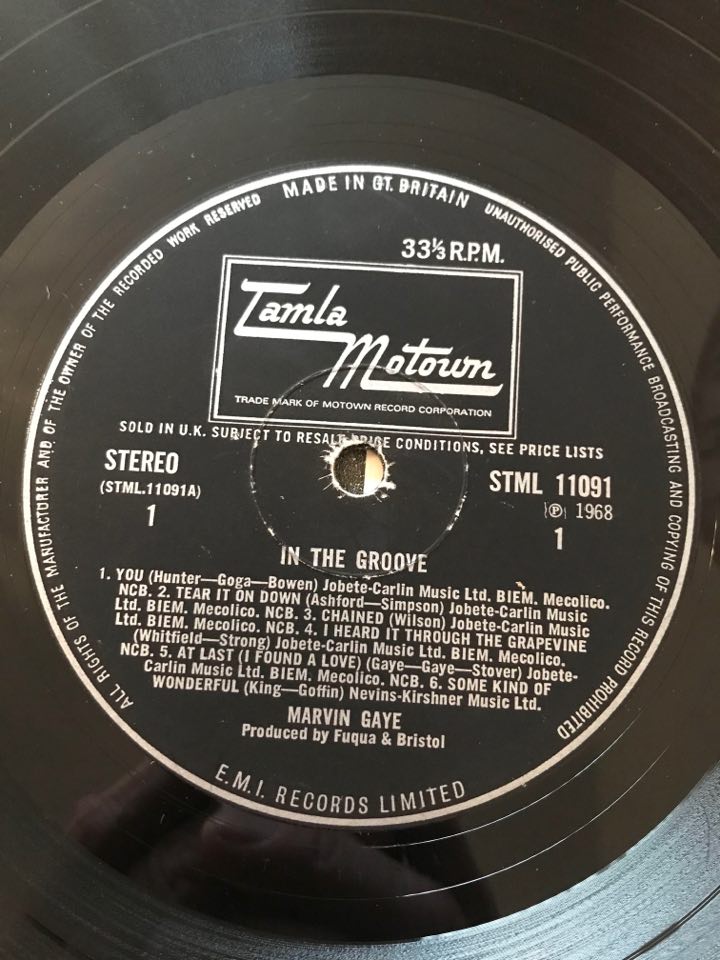 MADE IN GT. BRITAIN
UNAUTHORISED PUBLIC PERFORMANCE BROADCASTING AND COPYING OF THIS RECORD PROHIBITED
ALL RIGHTS OF THE MANUFACTURER AND OF THE OWNER OF THE RECORDED WORK RESERVED
33⅓ R.P.M.
Tamla
Motown
TRADE MARK OF MOTOWN RECORD CORPORATION
SOLD IN U.K. SUBJECT TO RESALE PRICE CONDITIONS, SEE PRICE LISTS
STEREO
(STML.11091A)
1
STML 11091
℗ 1968
1
IN THE GROOVE
1. YOU (Hunter—Goga—Bowen) Jobete-Carlin Music Ltd. BIEM. Mecolico.
NCB. 2. TEAR IT ON DOWN (Ashford—Simpson) Jobete-Carlin Music
Ltd. BIEM. Mecolico. NCB. 3. CHAINED (Wilson) Jobete-Carlin Music
Ltd. BIEM. Mecolico. NCB. 4. I HEARD IT THROUGH THE GRAPEVINE
(Whitfield—Strong) Jobete-Carlin Music Ltd. BIEM. Mecolico.
NCB. 5. AT LAST (I FOUND A LOVE) (Gaye—Gaye—Stover) Jobete-
Carlin Music Ltd. BIEM. Mecolico. NCB. 6. SOME KIND OF
WONDERFUL (King—Goffin) Nevins-Kirshner Music Ltd.
MARVIN GAYE
Produced by Fuqua & Bristol
E.M.I. RECORDS LIMITED